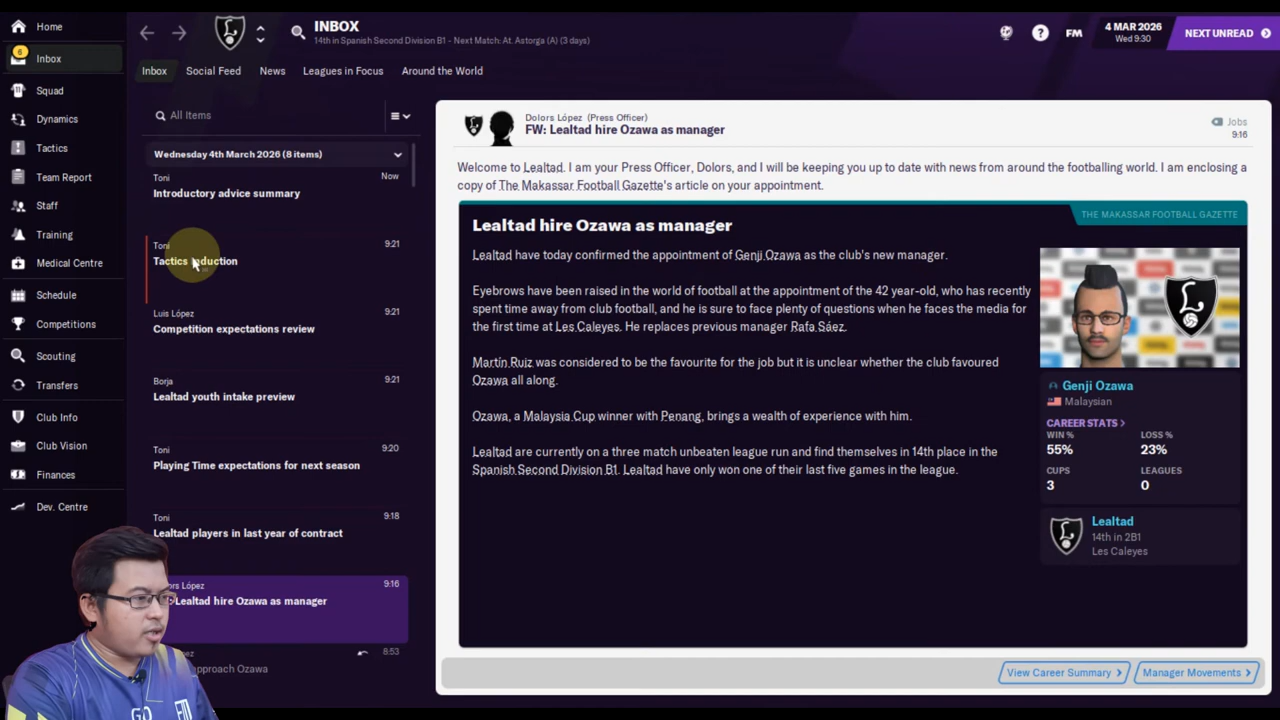 Home
6
Inbox
Squad
Dynamics
Tactics
Team Report
Staff
Training
Medical Centre
Schedule
Competitions
Scouting
Transfers
Club Info
Club Vision
Finances
Dev. Centre
INBOX
14th in Spanish Second Division B1 - Next Match: At. Astorga (A) (3 days)
FM
4 MAR 2026
Wed 9:30
NEXT UNREAD
Inbox
Social Feed
News
Leagues in Focus
Around the World
All Items
Wednesday 4th March 2026 (8 items)
Toni
Now
Introductory advice summary
Toni
9:21
Tactics Induction
Luis López
9:21
Competition expectations review
Borja
9:21
Lealtad youth intake preview
Toni
9:20
Playing Time expectations for next season
Toni
9:18
Lealtad players in last year of contract
López
9:16
Lealtad hire Ozawa as manager
8:53
approach Ozawa
Dolors López (Press Officer)
FW: Lealtad hire Ozawa as manager
Jobs
9:16
Welcome to Lealtad. I am your Press Officer, Dolors, and I will be keeping you up to date with news from around the footballing world. I am enclosing a
copy of The Makassar Football Gazette's article on your appointment.
THE MAKASSAR FOOTBALL GAZETTE
Lealtad hire Ozawa as manager
Lealtad have today confirmed the appointment of Genji Ozawa as the club's new manager.
Eyebrows have been raised in the world of football at the appointment of the 42 year-old, who has recently
spent time away from club football, and he is sure to face plenty of questions when he faces the media for
the first time at Les Caleyes. He replaces previous manager Rafa Sáez.
Martín Ruiz was considered to be the favourite for the job but it is unclear whether the club favoured
Ozawa all along.
Ozawa, a Malaysia Cup winner with Penang, brings a wealth of experience with him.
Lealtad are currently on a three match unbeaten league run and find themselves in 14th place in the
Spanish Second Division B1. Lealtad have only won one of their last five games in the league.
Genji Ozawa
Malaysian
CAREER STATS >
WIN %
LOSS %
55%
23%
CUPS
LEAGUES
3
0
Lealtad
14th in 2B1
Les Caleyes
View Career Summary >
Manager Movements >
GO